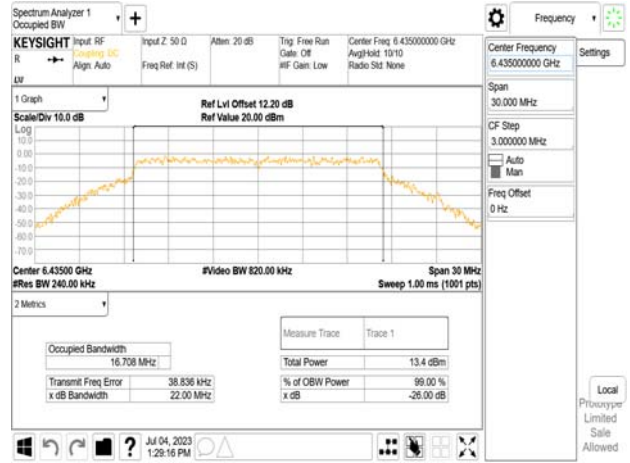 Spectrum Analyzer 1
Occupied BW
Frequency
KEYSIGHT
R
Input: RF
Coupling: DC
Align: Auto
Input Z: 50 Ω
Freq Ref: Int (S)
Atten: 20 dB
Trig: Free Run
Gate: Off
#IF Gain: Low
Center Freq: 6.435000000 GHz
Avg|Hold: 10/10
Radio Std: None
Center Frequency
6.435000000 GHz
Settings
Span
30.000 MHz
CF Step
3.000000 MHz
Auto
Man
Freq Offset
0 Hz
1 Graph
Scale/Div 10.0 dB
Ref Lvl Offset 12.20 dB
Ref Value 20.00 dBm
Log
10.0
0.00
-10.0
-20.0
-30.0
-40.0
-50.0
-60.0
-70.0
Center 6.43500 GHz
#Res BW 240.00 kHz
#Video BW 820.00 kHz
Span 30 MHz
Sweep 1.00 ms (1001 pts)
2 Metrics
Measure Trace
Trace 1
Occupied Bandwidth
16.708 MHz
Total Power
13.4 dBm
Transmit Freq Error
38.836 kHz
% of OBW Power
99.00 %
x dB Bandwidth
22.00 MHz
x dB
-26.00 dB
Local
Prototype
Limited
Sale
Allowed
?
Jul 04, 2023
1:29:16 PM